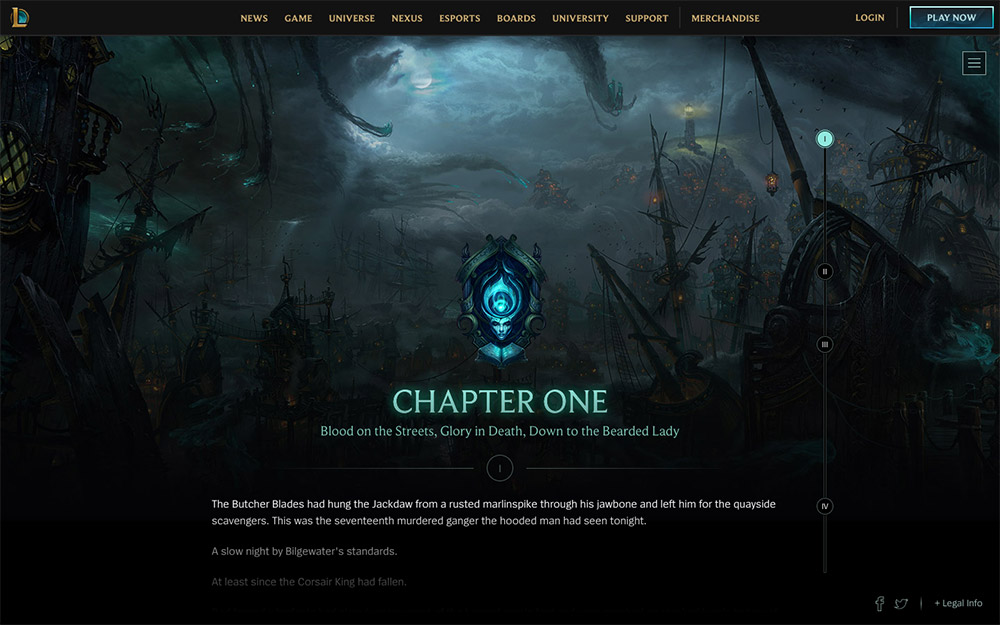 NEWS GAME UNIVERSE NEXUS ESPORTS BOARDS UNIVERSITY SUPPORT MERCHANDISE LOGIN PLAY NOW
I
II
III
CHAPTER ONE
Blood on the Streets, Glory in Death, Down to the Bearded Lady
I
The Butcher Blades had hung the Jackdaw from a rusted marlinspike through his jawbone and left him for the quayside
scavengers. This was the seventeenth murdered ganger the hooded man had seen tonight.
IV
A slow night by Bilgewater's standards.
At least since the Corsair King had fallen.
+ Legal Info